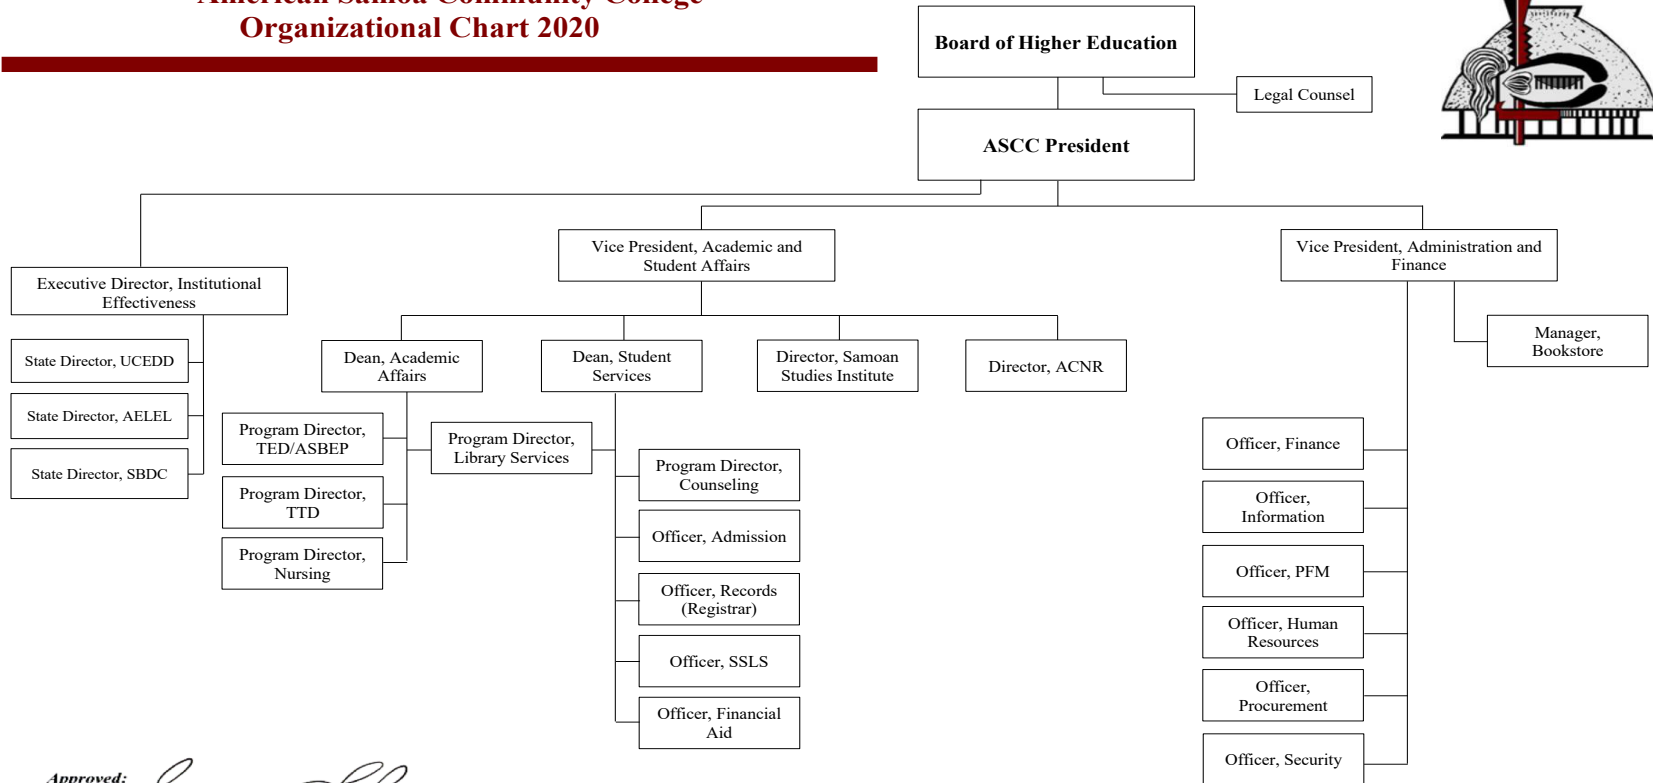 American Samoa Community College
Organizational Chart 2020
Board of Higher Education
Legal Counsel
ASCC President
Vice President, Academic and
Student Affairs
Vice President, Administration and
Finance
Executive Director, Institutional
Effectiveness
Manager,
Bookstore
State Director, UCEDD
State Director, AELEL
State Director, SBDC
Dean, Academic
Affairs
Dean, Student
Services
Director, Samoan
Studies Institute
Director, ACNR
Program Director,
TED/ASBEP
Program Director,
TTD
Program Director,
Nursing
Program Director,
Library Services
Program Director,
Counseling
Officer, Admission
Officer, Records
(Registrar)
Officer, SSLS
Officer, Financial
Aid
Officer, Finance
Officer,
Information
Officer, PFM
Officer, Human
Resources
Officer,
Procurement
Officer, Security
Approved: